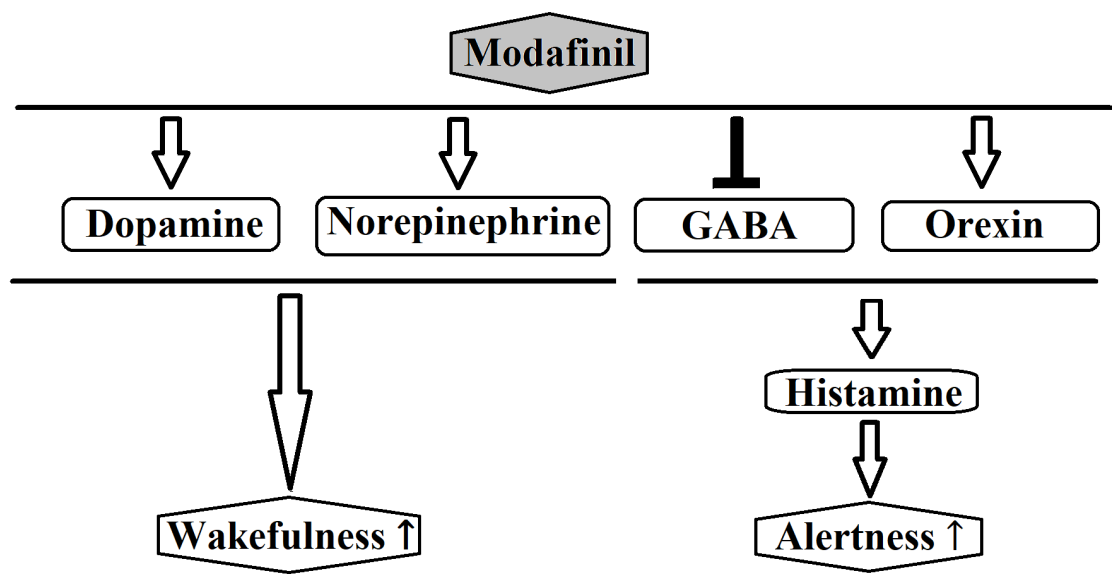 Modafinil
Dopamine
Norepinephrine
GABA
Orexin
Histamine
Wakefulness ↑
Alertness ↑